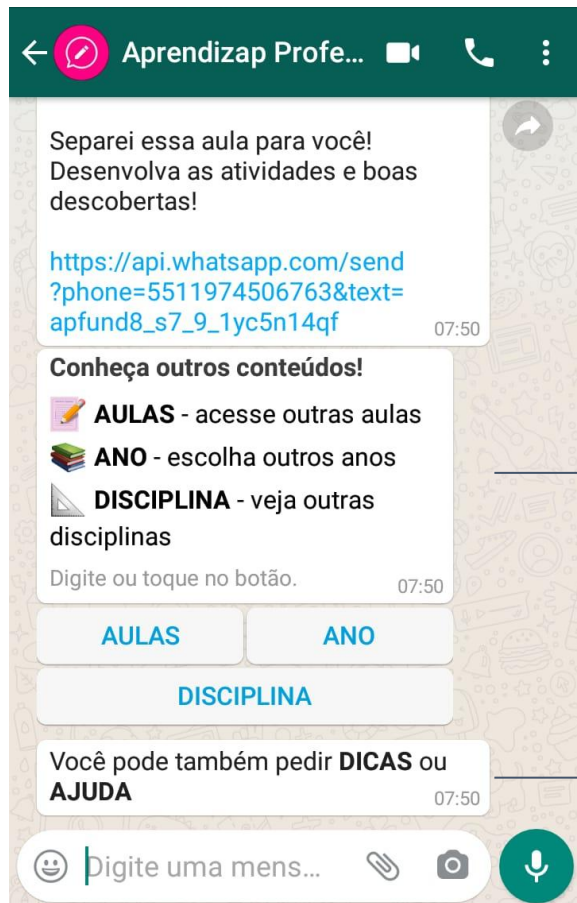 Aprendizap Profe...
Separei essa aula para você!
Desenvolva as atividades e boas
descobertas!
https://api.whatsapp.com/send
?phone=5511974506763&text=
apfund8_s7_9_1yc5n14qf
07:50
Conheça outros conteúdos!
AULAS - acesse outras aulas
ANO - escolha outros anos
DISCIPLINA - veja outras
disciplinas
Digite ou toque no botão.
07:50
AULAS
ANO
DISCIPLINA
Você pode também pedir DICAS ou
AJUDA
07:50
Digite uma mens...